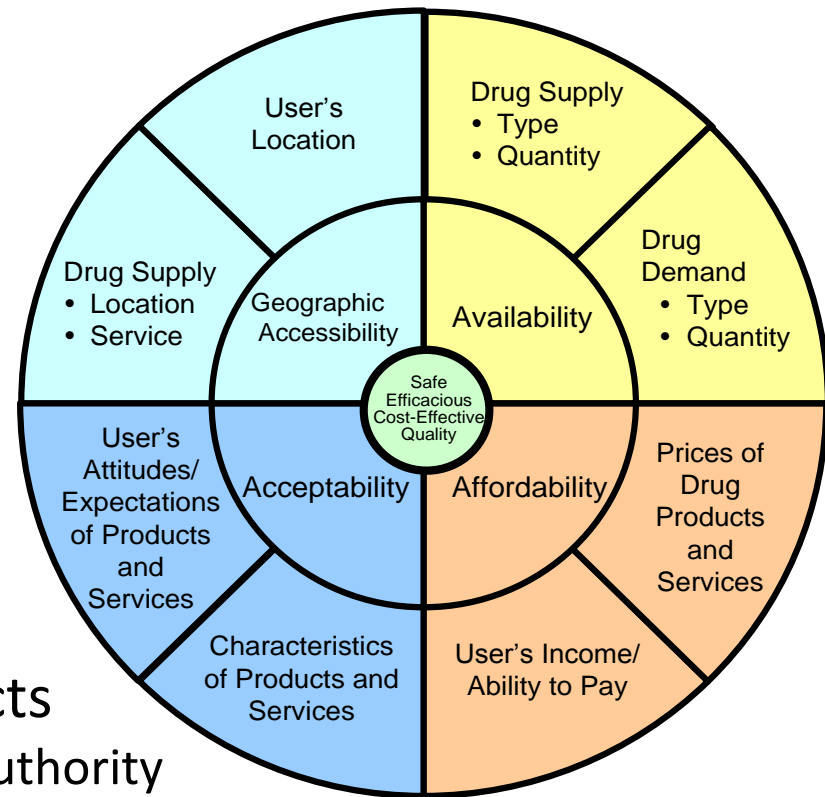 User's
Location
Drug Supply
• Type
• Quantity
Drug Supply
• Location
• Service
Drug
Demand
• Type
• Quantity
Geographic
Accessibility
Availability
Safe
Efficacious
Cost-Effective
Quality
Acceptability
Affordability
User's
Attitudes/
Expectations
of Products
and
Services
Prices of
Drug
Products
and
Services
Characteristics
of Products and
Services
User's Income/
Ability to Pay
cts
uthority